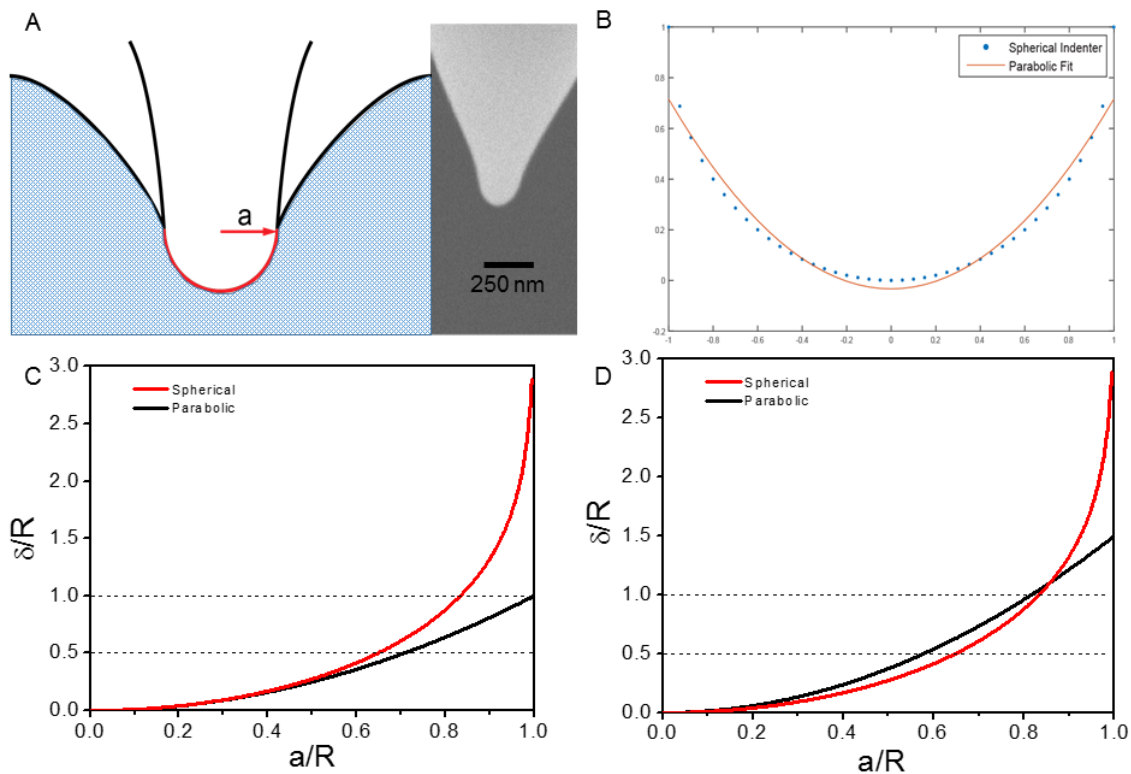 A
a
250 nm
B
Spherical Indenter
Parabolic Fit
1
0.8
0.6
0.4
0.2
0
-0.2
-1 -0.8 -0.6 -0.4 -0.2 0 0.2 0.4 0.6 0.8 1
C
Spherical
Parabolic
3.0
2.5
2.0
1.5
1.0
0.5
0.0
δ/R
0.0 0.2 0.4 0.6 0.8 1.0
a/R
D
Spherical
Parabolic
3.0
2.5
2.0
1.5
1.0
0.5
0.0
δ/R
0.0 0.2 0.4 0.6 0.8 1.0
a/R